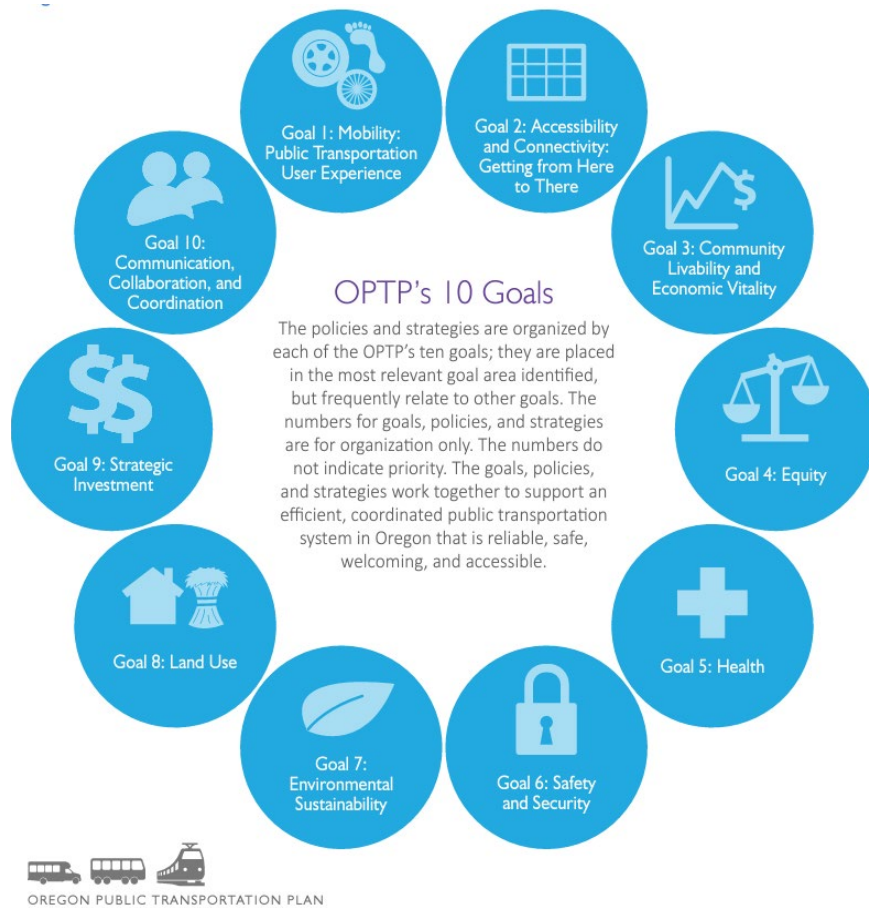 Goal 1: Mobility:
Public Transportation
User Experience
Goal 2: Accessibility
and Connectivity:
Getting from Here
to There
Goal 3: Community
Livability and
Economic Vitality
Goal 4: Equity
Goal 5: Health
Goal 6: Safety
and Security
Goal 7:
Environmental
Sustainability
Goal 8: Land Use
Goal 9: Strategic
Investment
Goal 10:
Communication,
Collaboration, and
Coordination
OPTP's 10 Goals
The policies and strategies are organized by
each of the OPTP's ten goals; they are placed
in the most relevant goal area identified,
but frequently relate to other goals. The
numbers for goals, policies, and strategies
are for organization only. The numbers do
not indicate priority. The goals, policies,
and strategies work together to support an
efficient, coordinated public transportation
system in Oregon that is reliable, safe,
welcoming, and accessible.
OREGON PUBLIC TRANSPORTATION PLAN